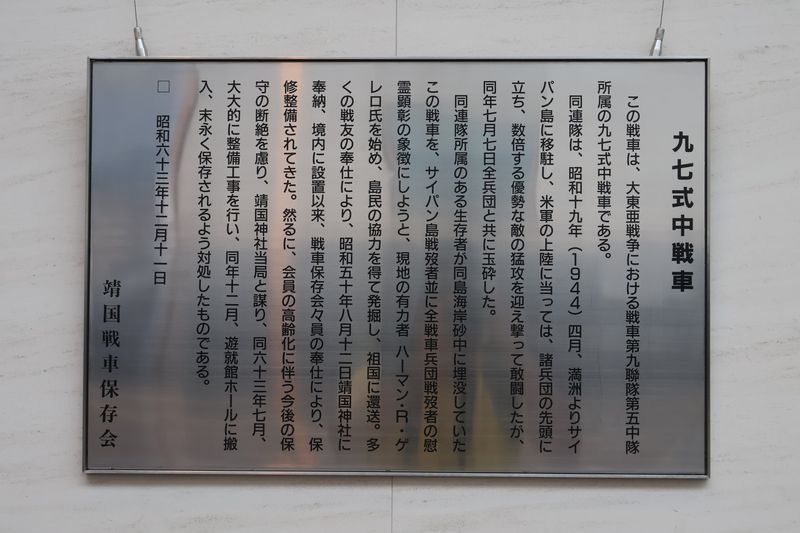 九七式中戦車
この戦車は、大東亜戦争における戦車第九聯隊第五中隊
所属の九七式中戦車である。
同連隊は、昭和十九年（1944）四月、満洲よりサイ
パン島に移駐し、米軍の上陸に当っては、諸兵団の先頭に
立ち、数倍する優勢な敵の猛攻を迎え撃って敢闘したが、
同年七月七日全兵団と共に玉砕した。
同連隊所属のある生存者が同島海岸砂中に埋没していた
この戦車を、サイパン島戦歿者並に全戦車兵団戦歿者の慰
霊顕彰の象徴にしようと、現地の有力者 ハーマン・R・ゲ
レロ氏を始め、島民の協力を得て発掘し、祖国に還送。多
くの戦友の奉仕により、昭和五十年八月十二日靖国神社に
奉納、境内に設置以来、戦車保存会々員の奉仕により、保
修整備されてきた。然るに、会員の高齢化に伴う今後の保
守の断絶を慮り、靖国神社当局と謀り、同六十三年七月、
大大的に整備工事を行い、同年十二月、遊就館ホールに搬
入、末永く保存されるよう対処したものである。
□ 昭和六十三年十二月十一日
靖国戦車保存会